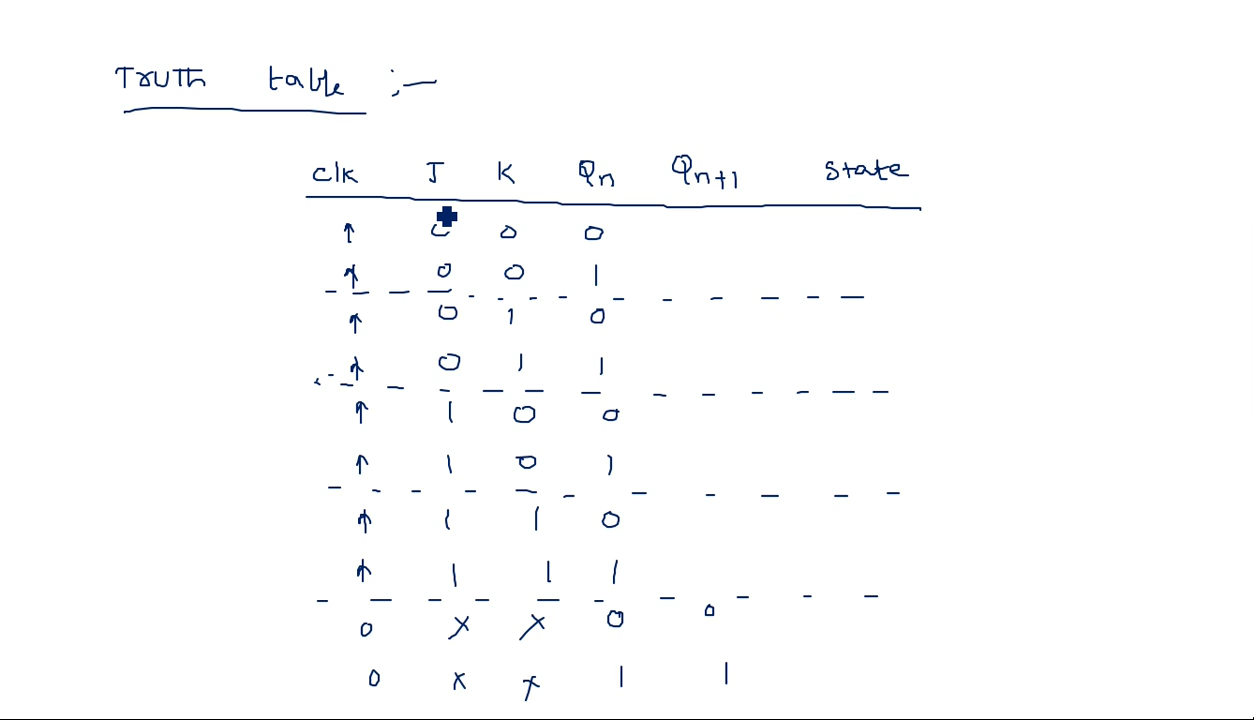 Truth table :-
clk J K Qn Qn+1 state
↑ 0 0 0
↑ 0 0 1
↑ 0 1 0
↑ 0 1 1
↑ 1 0 0
↑ 1 0 1
↑ 1 1 0
↑ 1 1 1
0 x x 0 0
0 x x 1 1